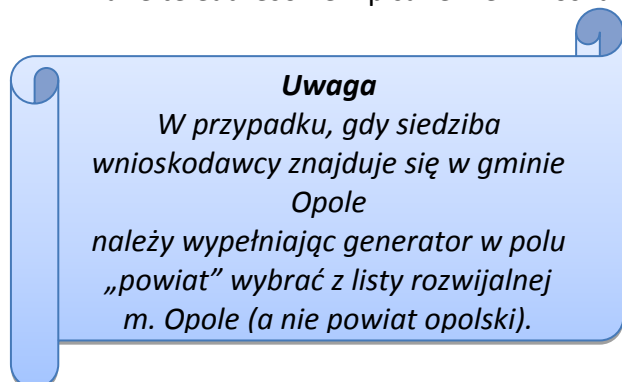 Uwaga
W przypadku, gdy siedziba
wnioskodawcy znajduje się w gminie
Opole
należy wypełniając generator w polu
„powiat” wybrać z listy rozwijalnej
m. Opole (a nie powiat opolski).